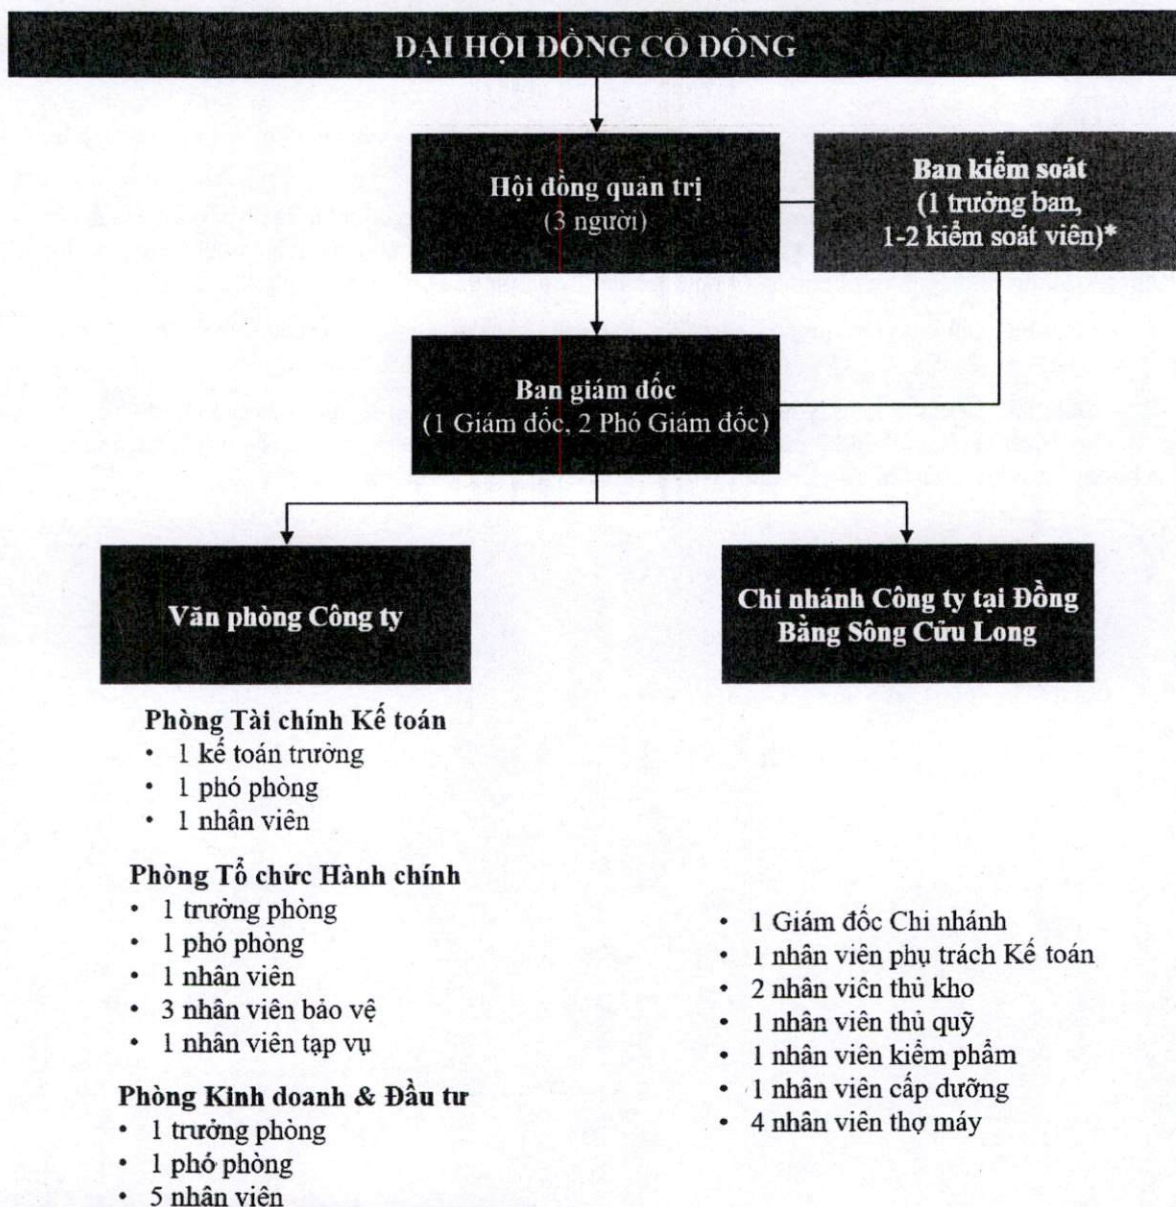 ĐẠI HỘI ĐỒNG CỔ ĐÔNG
Hội đồng quản trị
(3 người)
Ban kiểm soát
(1 trưởng ban,
1-2 kiểm soát viên)*
Ban giám đốc
(1 Giám đốc, 2 Phó Giám đốc)
Văn phòng Công ty
Chi nhánh Công ty tại Đồng
Bằng Sông Cửu Long
Phòng Tài chính Kế toán
• 1 kế toán trưởng
• 1 phó phòng
• 1 nhân viên
Phòng Tổ chức Hành chính
• 1 trưởng phòng
• 1 phó phòng
• 1 nhân viên
• 3 nhân viên bảo vệ
• 1 nhân viên tạp vụ
Phòng Kinh doanh & Đầu tư
• 1 trưởng phòng
• 1 phó phòng
• 5 nhân viên
• 1 Giám đốc Chi nhánh
• 1 nhân viên phụ trách Kế toán
• 2 nhân viên thủ kho
• 1 nhân viên thủ quỹ
• 1 nhân viên kiểm phẩm
• 1 nhân viên cấp dưỡng
• 4 nhân viên thợ máy